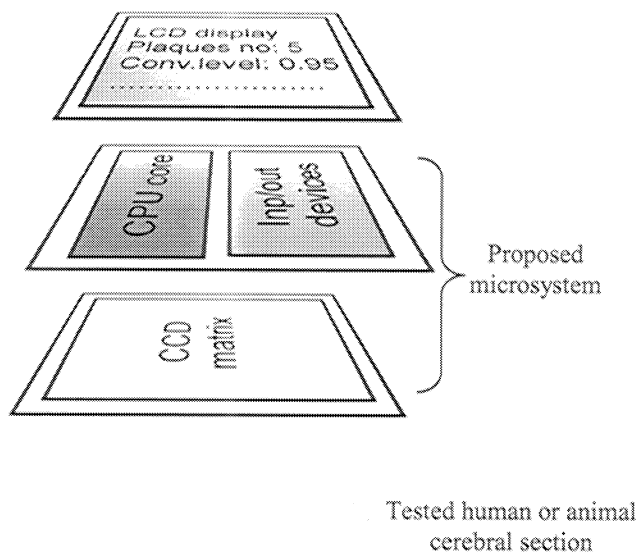 LCD display
Plaques no: 5
Conv.level: 0.95
........................
CPU core
Inp/out
devices
CCD
matrix
Proposed
microsystem
Tested human or animal
cerebral section